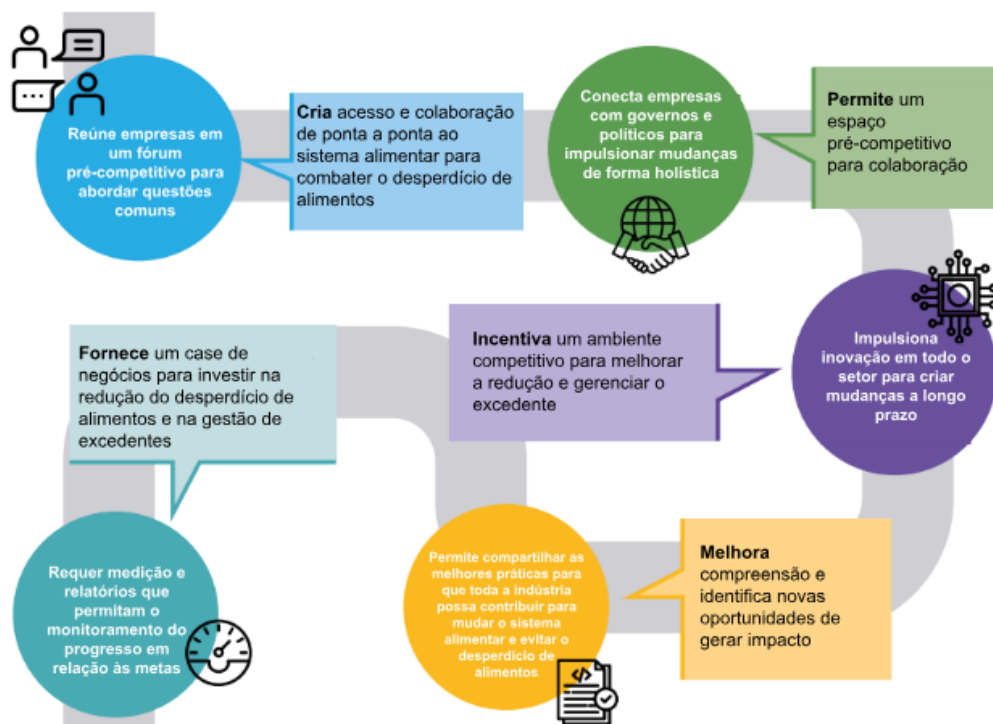 Reúne empresas em
um fórum
pré-competitivo para
abordar questões
comuns
Cria acesso e colaboração
de ponta a ponta ao
sistema alimentar para
combater o desperdício de
alimentos
Conecta empresas
com governos e
políticos para
impulsionar mudanças
de forma holística
Permite um
espaço
pré-competitivo
para colaboração
Impulsiona
inovação em todo o
setor para criar
mudanças a longo
prazo
Incentiva um ambiente
competitivo para melhorar
a redução e gerenciar o
excedente
Melhora
compreensão e
identifica novas
oportunidades de
gerar impacto
Permite compartilhar as
melhores práticas para
que toda a indústria
possa contribuir para
mudar o sistema
alimentar e evitar o
desperdício de
alimentos
Fornece um case de
negócios para investir na
redução do desperdício de
alimentos e na gestão de
excedentes
Requer medição e
relatórios que
permitam o
monitoramento do
progresso em
relação às metas